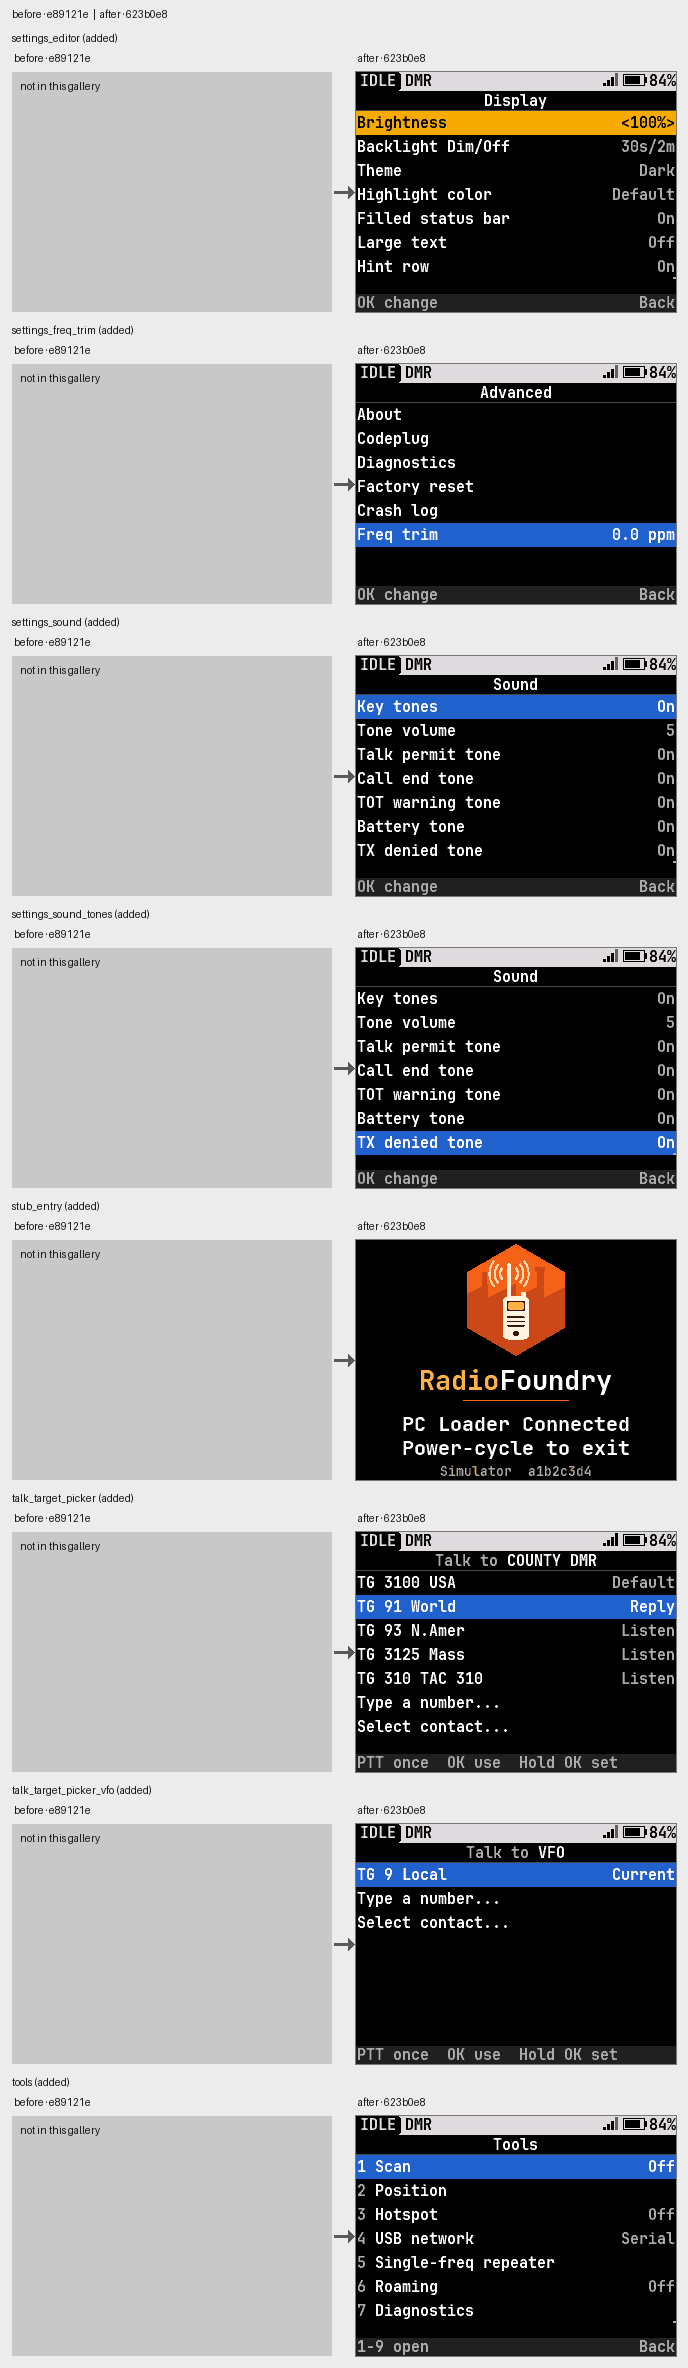 before·e89121e | after·623b0e8
settings_editor (added)
before·e89121e after·623b0e8
not in this gallery
IDLE DMR 84%
Display
Brightness <100%>
Backlight Dim/Off 30s/2m
Theme Dark
Highlight color Default
Filled status bar On
Large text Off
Hint row On
OK change Back
settings_freq_trim (added)
before·e89121e after·623b0e8
not in this gallery
IDLE DMR 84%
Advanced
About
Codeplug
Diagnostics
Factory reset
Crash log
Freq trim 0.0 ppm
OK change Back
settings_sound (added)
before·e89121e after·623b0e8
not in this gallery
IDLE DMR 84%
Sound
Key tones On
Tone volume 5
Talk permit tone On
Call end tone On
TOT warning tone On
Battery tone On
TX denied tone On
OK change Back
settings_sound_tones (added)
before·e89121e after·623b0e8
not in this gallery
IDLE DMR 84%
Sound
Key tones On
Tone volume 5
Talk permit tone On
Call end tone On
TOT warning tone On
Battery tone On
TX denied tone On
OK change Back
stub_entry (added)
before·e89121e after·623b0e8
not in this gallery
RadioFoundry
PC Loader Connected
Power-cycle to exit
Simulator a1b2c3d4
talk_target_picker (added)
before·e89121e after·623b0e8
not in this gallery
IDLE DMR 84%
Talk to COUNTY DMR
TG 3100 USA Default
TG 91 World Reply
TG 93 N.Amer Listen
TG 3125 Mass Listen
TG 310 TAC 310 Listen
Type a number...
Select contact...
PTT once OK use Hold OK set
talk_target_picker_vfo (added)
before·e89121e after·623b0e8
not in this gallery
IDLE DMR 84%
Talk to VFO
TG 9 Local Current
Type a number...
Select contact...
PTT once OK use Hold OK set
tools (added)
before·e89121e after·623b0e8
not in this gallery
IDLE DMR 84%
Tools
1 Scan Off
2 Position
3 Hotspot Off
4 USB network Serial
5 Single-freq repeater
6 Roaming Off
7 Diagnostics
1-9 open Back